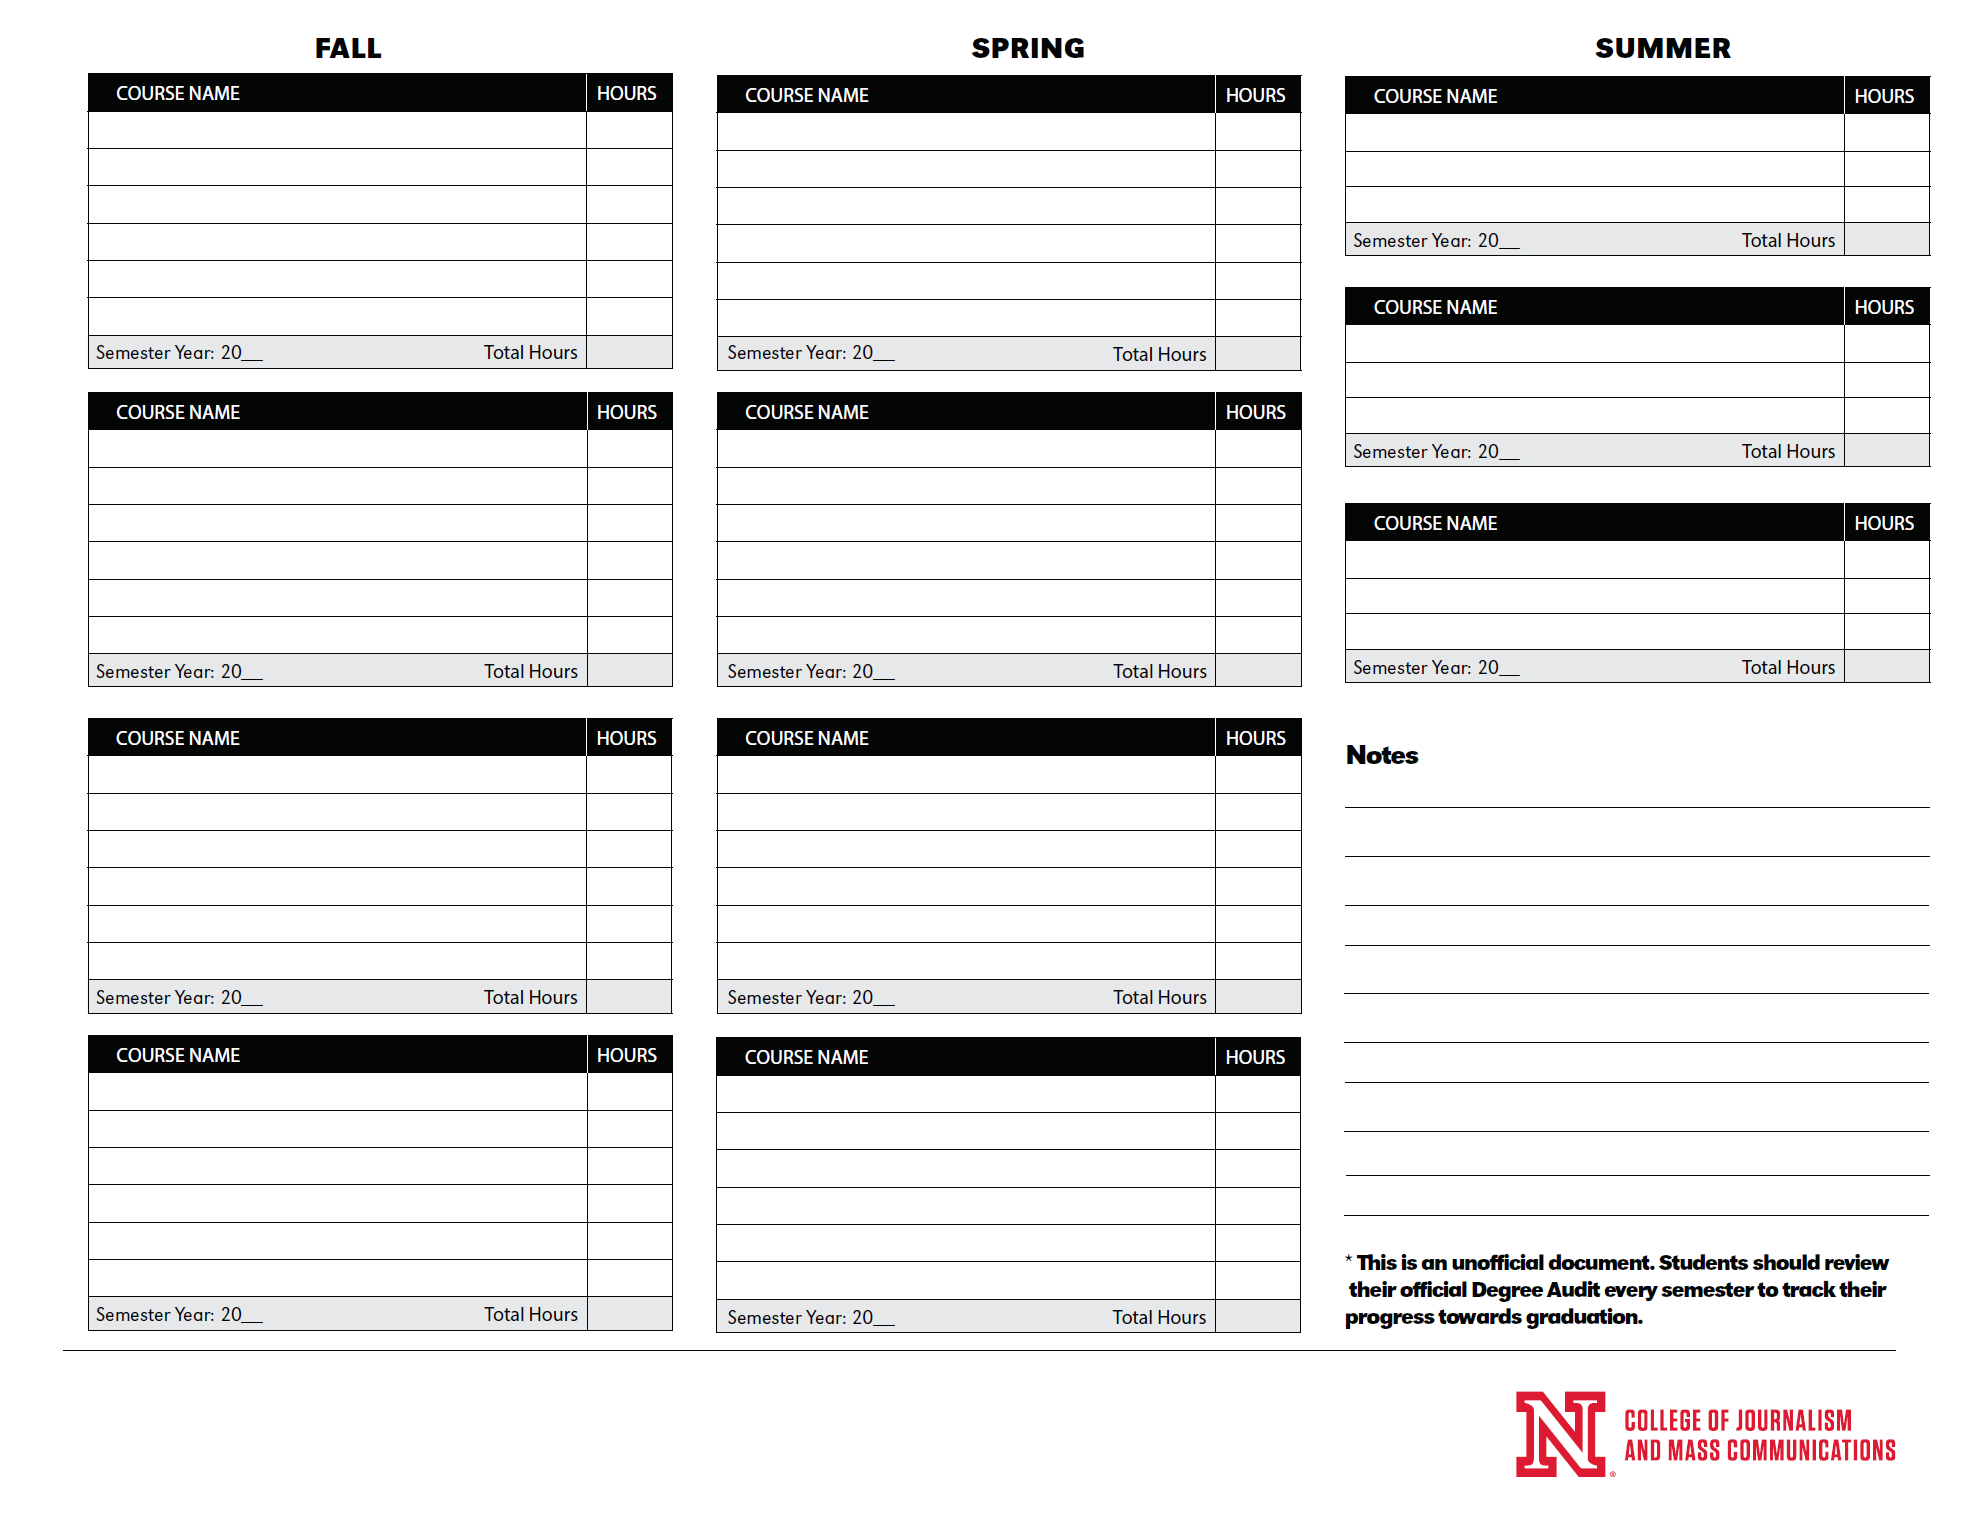 FALL
COURSE NAME HOURS
Semester Year: 20__ Total Hours
COURSE NAME HOURS
Semester Year: 20__ Total Hours
COURSE NAME HOURS
Semester Year: 20__ Total Hours
COURSE NAME HOURS
Semester Year: 20__ Total Hours
SPRING
COURSE NAME HOURS
Semester Year: 20__ Total Hours
COURSE NAME HOURS
Semester Year: 20__ Total Hours
COURSE NAME HOURS
Semester Year: 20__ Total Hours
COURSE NAME HOURS
Semester Year: 20__ Total Hours
SUMMER
COURSE NAME HOURS
Semester Year: 20__ Total Hours
COURSE NAME HOURS
Semester Year: 20__ Total Hours
COURSE NAME HOURS
Semester Year: 20__ Total Hours
Notes
* This is an unofficial document. Students should review
their official Degree Audit every semester to track their
progress towards graduation.
N®
COLLEGE OF JOURNALISM
AND MASS COMMUNICATIONS